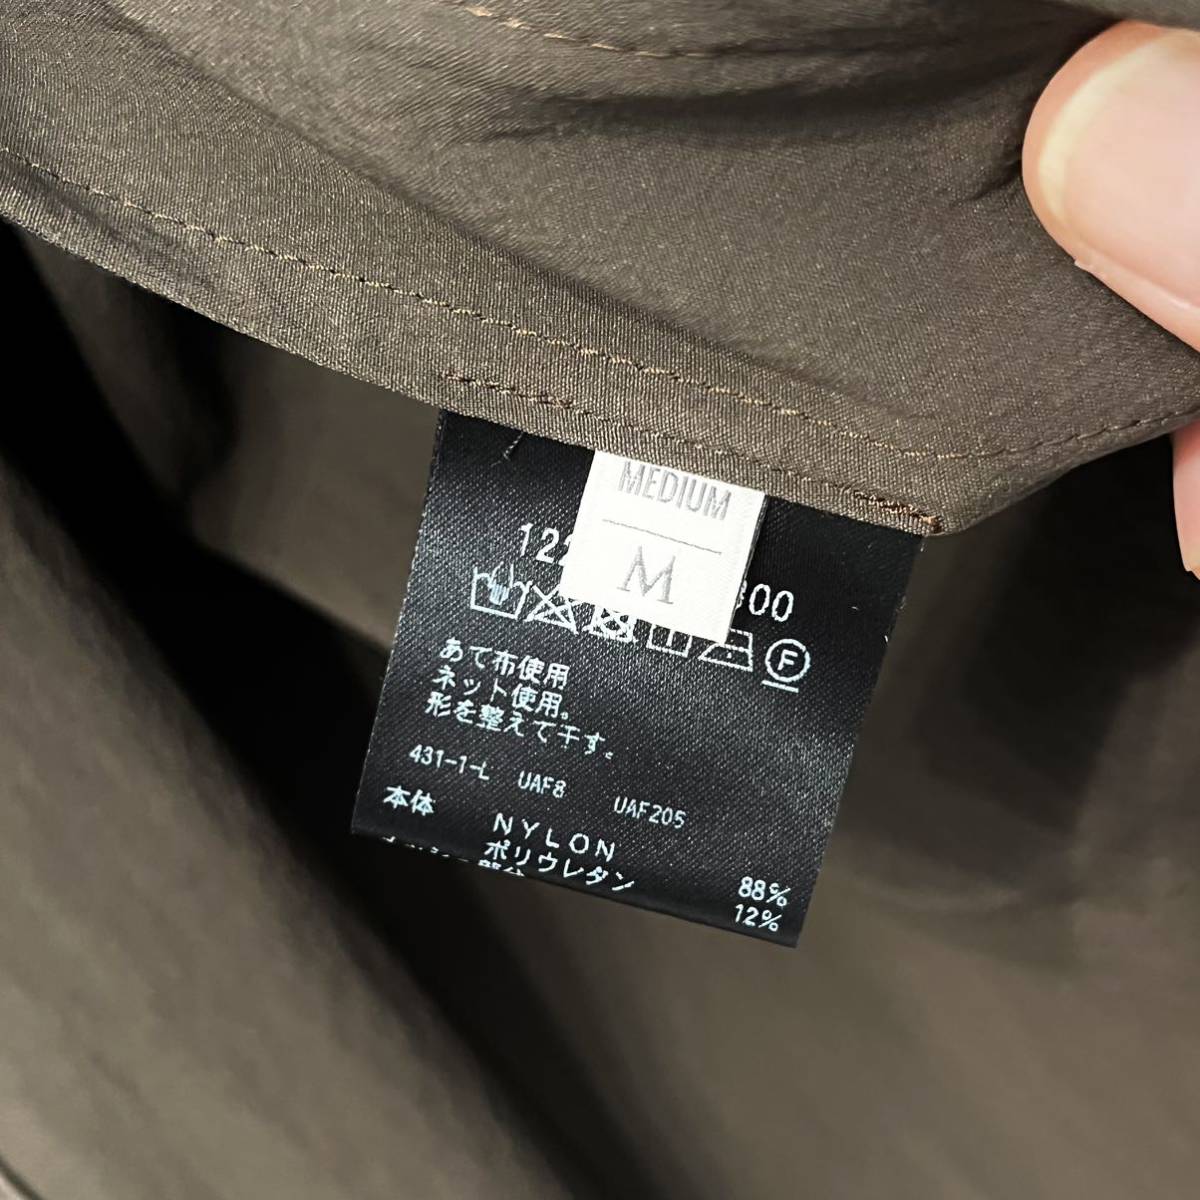 MEDIUM
M
F
あて布使用
ネット使用。
形を整えて干す。
431-1-L UAF8 UAF205
本体 NYLON 88%
ポリウレタン 12%